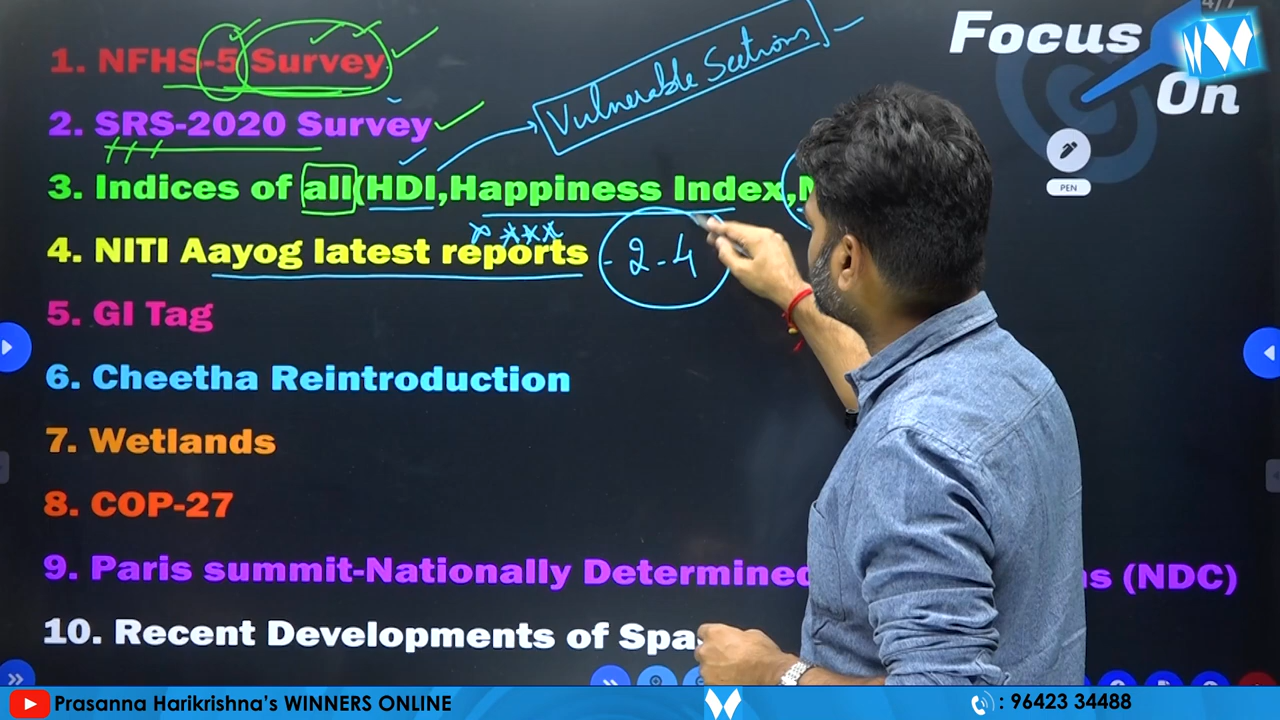 4/7
Focus
On
PEN
1. NFHS-5 Survey
Vulnerable Sections
2. SRS-2020 Survey
3. Indices of all(HDI,Happiness Index,
4. NITI Aayog latest reports
- 2 - 4
5. GI Tag
6. Cheetha Reintroduction
7. Wetlands
8. COP-27
9. Paris summit-Nationally Determined (NDC)
10. Recent Developments of
Prasanna Harikrishna's WINNERS ONLINE
: 96423 34488